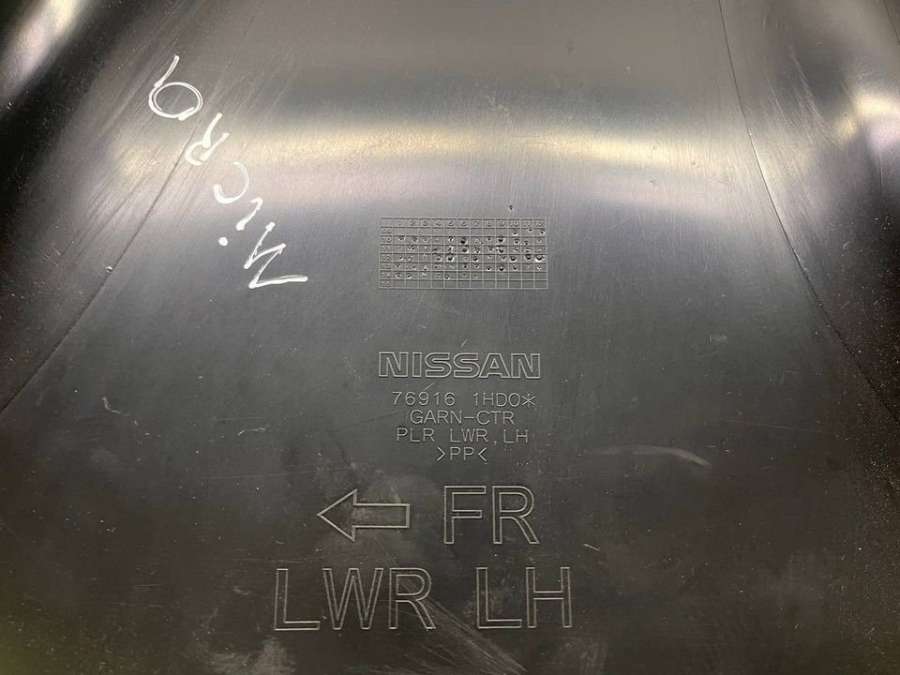 MiCRa
NISSAN
76916 1HD0*
GARN-CTR
PLR LWR, LH
>PP<
FR
LWR LH